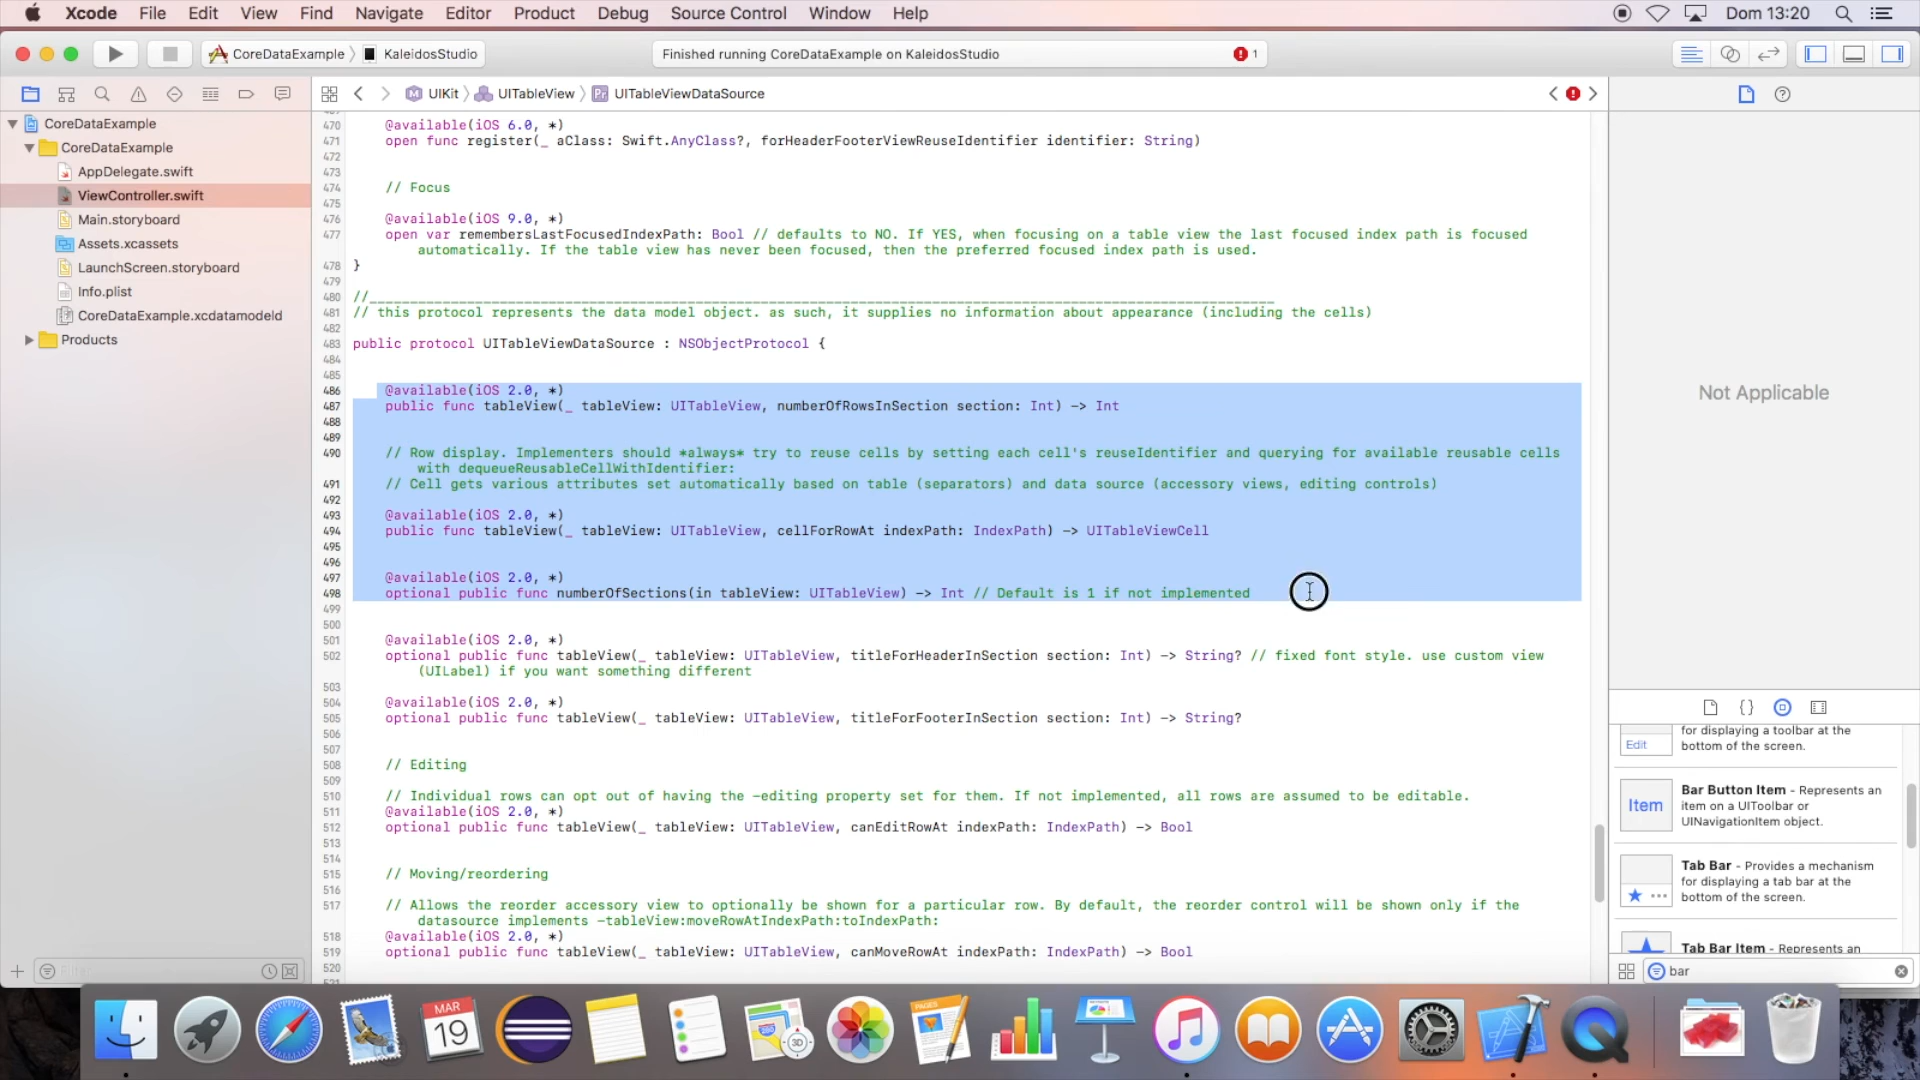 Xcode File Edit View Find Navigate Editor Product Debug Source Control Window Help Dom 13:20
CoreDataExample KaleidosStudio Finished running CoreDataExample on KaleidosStudio 1
UIKit UITableView UITableViewDataSource
CoreDataExample
CoreDataExample
AppDelegate.swift
ViewController.swift
Main.storyboard
Assets.xcassets
LaunchScreen.storyboard
Info.plist
CoreDataExample.xcdatamodeld
Products
470 @available(iOS 6.0, *)
471 open func register(_ aClass: Swift.AnyClass?, forHeaderFooterViewReuseIdentifier identifier: String)
472
473
474 // Focus
475
476 @available(iOS 9.0, *)
477 open var remembersLastFocusedIndexPath: Bool // defaults to NO. If YES, when focusing on a table view the last focused index path is focused
automatically. If the table view has never been focused, then the preferred focused index path is used.
478 }
479
480 //_______________________________________________________________________________________________________________
481 // this protocol represents the data model object. as such, it supplies no information about appearance (including the cells)
482
483 public protocol UITableViewDataSource : NSObjectProtocol {
484
485
486 @available(iOS 2.0, *)
487 public func tableView(_ tableView: UITableView, numberOfRowsInSection section: Int) -> Int
488
489
490 // Row display. Implementers should *always* try to reuse cells by setting each cell's reuseIdentifier and querying for available reusable cells
with dequeueReusableCellWithIdentifier:
491 // Cell gets various attributes set automatically based on table (separators) and data source (accessory views, editing controls)
492
493 @available(iOS 2.0, *)
494 public func tableView(_ tableView: UITableView, cellForRowAt indexPath: IndexPath) -> UITableViewCell
495
496
497 @available(iOS 2.0, *)
498 optional public func numberOfSections(in tableView: UITableView) -> Int // Default is 1 if not implemented
499
500
501 @available(iOS 2.0, *)
502 optional public func tableView(_ tableView: UITableView, titleForHeaderInSection section: Int) -> String? // fixed font style. use custom view
(UILabel) if you want something different
503
504 @available(iOS 2.0, *)
505 optional public func tableView(_ tableView: UITableView, titleForFooterInSection section: Int) -> String?
506
507
508 // Editing
509
510 // Individual rows can opt out of having the -editing property set for them. If not implemented, all rows are assumed to be editable.
511 @available(iOS 2.0, *)
512 optional public func tableView(_ tableView: UITableView, canEditRowAt indexPath: IndexPath) -> Bool
513
514
515 // Moving/reordering
516
517 // Allows the reorder accessory view to optionally be shown for a particular row. By default, the reorder control will be shown only if the
datasource implements -tableView:moveRowAtIndexPath:toIndexPath:
518 @available(iOS 2.0, *)
519 optional public func tableView(_ tableView: UITableView, canMoveRowAt indexPath: IndexPath) -> Bool
520
Not Applicable
{}
Edit
for displaying a toolbar at the
bottom of the screen.
Item
Bar Button Item - Represents an
item on a UIToolbar or
UINavigationItem object.
Tab Bar - Provides a mechanism
for displaying a tab bar at the
bottom of the screen.
Tab Bar Item - Represents an
bar
MAR
19
3D
PAGES